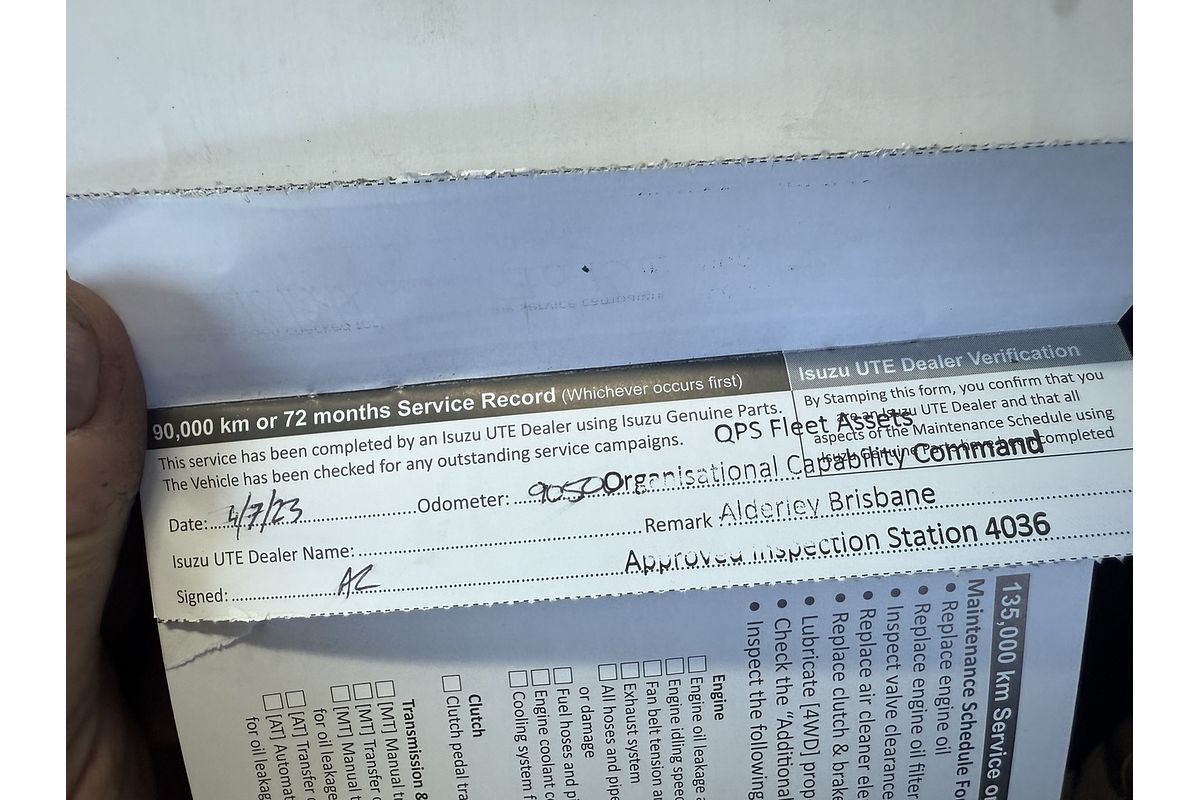 90,000 km or 72 months Service Record (Whichever occurs first)
This service has been completed by an Isuzu UTE Dealer using Isuzu Genuine Parts.
The Vehicle has been checked for any outstanding service campaigns.
Date: 4/7/23 Odometer:
Isuzu UTE Dealer Name: Remark
Signed: AC
Isuzu UTE Dealer Verification
By Stamping this form, you confirm that you
are an Isuzu UTE Dealer and that all
aspects of the Maintenance Schedule using
Isuzu Genuine Parts have been completed
QPS Fleet Assets
Organisational Capability Command
Alderley Brisbane
Approved Inspection Station 4036
135,000 km Service
Maintenance Schedule
• Replace engine oil
• Replace engine oil filter
• Inspect valve clearance
• Replace air cleaner
• Replace clutch & brake
• Lubricate [4WD]
• Check the "Additional
• Inspect the following
Engine
Engine oil leakage
Engine idling speed
Fan belt tension
Exhaust system
All hoses and
or damage
Fuel hoses and
Engine coolant
Cooling system
Clutch
Clutch pedal
Transmission &
[MT] Manual
[MT] Transfer
[MT] Manual
for oil leakage
[AT] Transfer
[AT]
for oil